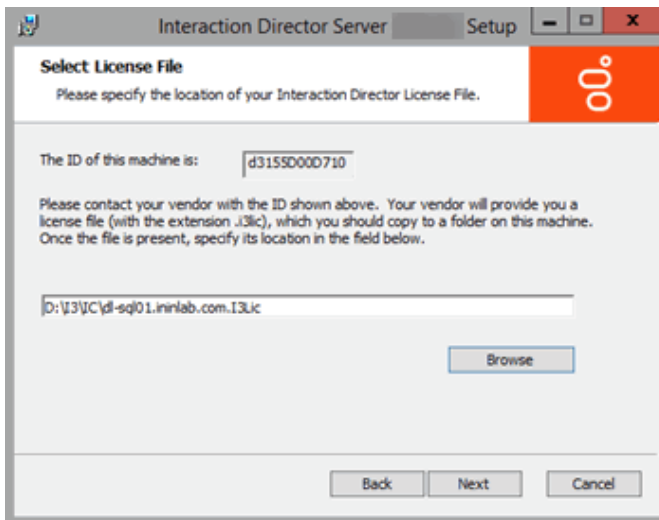 Interaction Director Server Setup
Select License File
Please specify the location of your Interaction Director License File.
The ID of this machine is: d3155D00D710
Please contact your vendor with the ID shown above. Your vendor will provide you a
license file (with the extension .i3lic), which you should copy to a folder on this machine.
Once the file is present, specify its location in the field below.
D:\I3\IC\dl-sql01.ininlab.com.I3Lic
Browse
Back Next Cancel